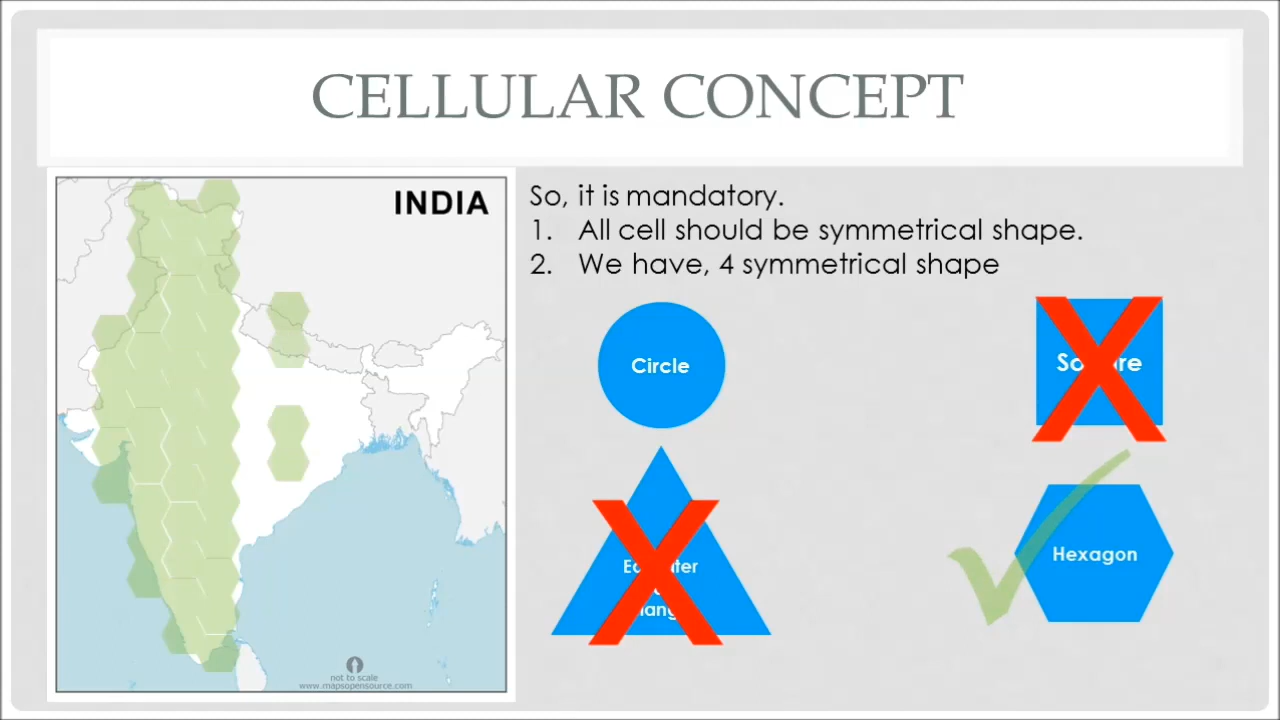 CELLULAR CONCEPT
INDIA
not to scale
www.mapsopensource.com
So, it is mandatory.
1. All cell should be symmetrical shape.
2. We have, 4 symmetrical shape
Circle
Hexagon